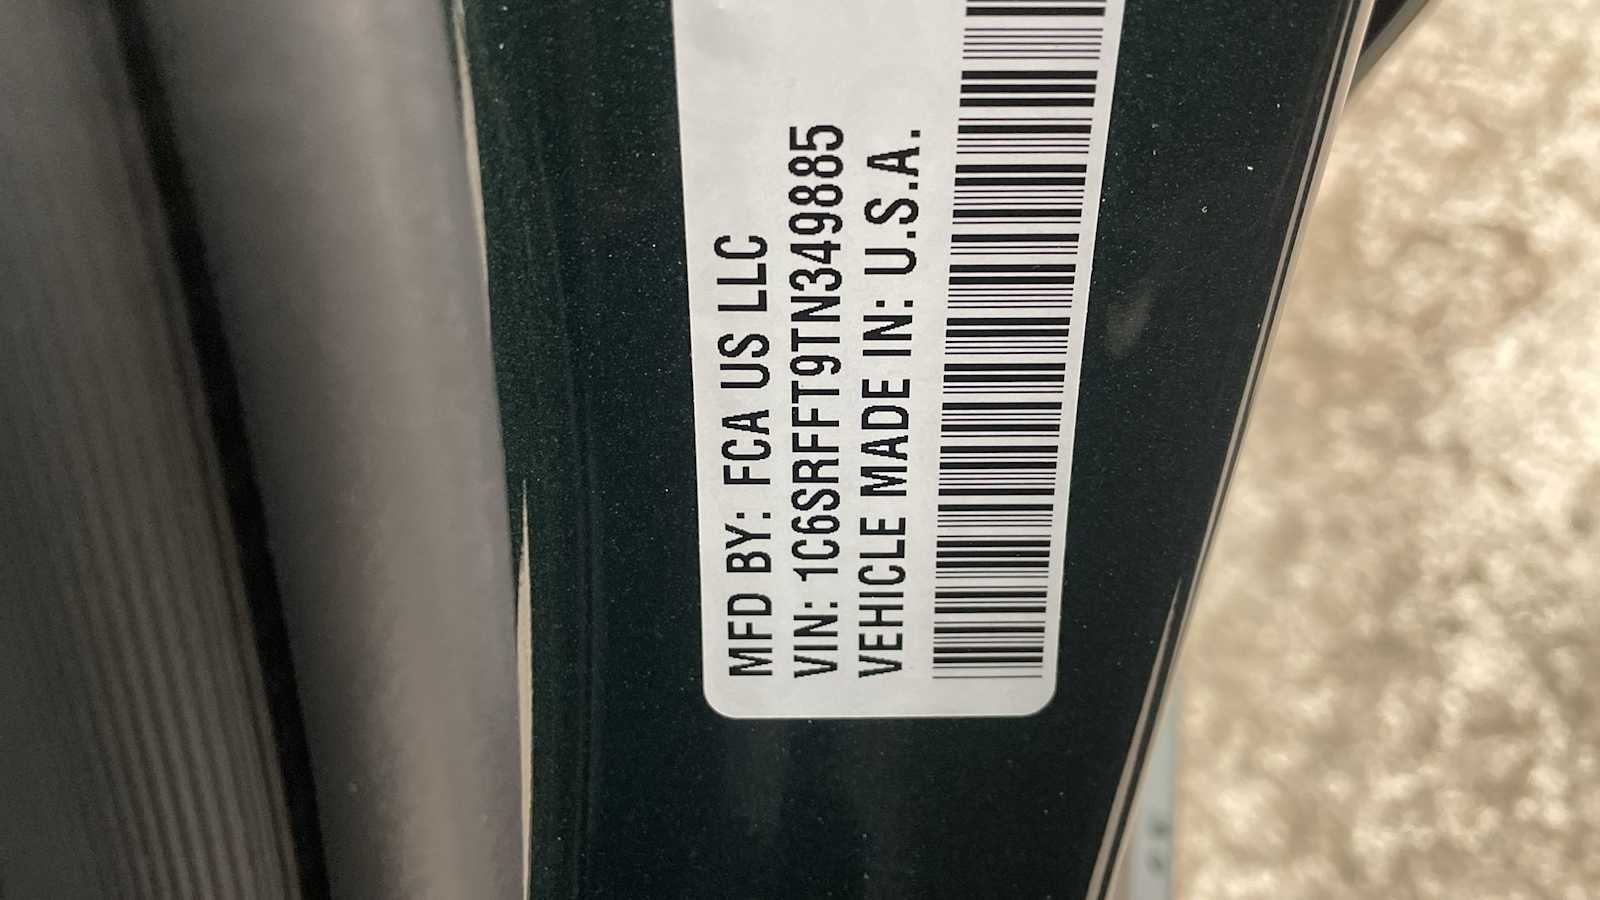 MFD BY: FCA US LLC
VIN: 1C6SRFFT9TN349885
VEHICLE MADE IN: U.S.A.